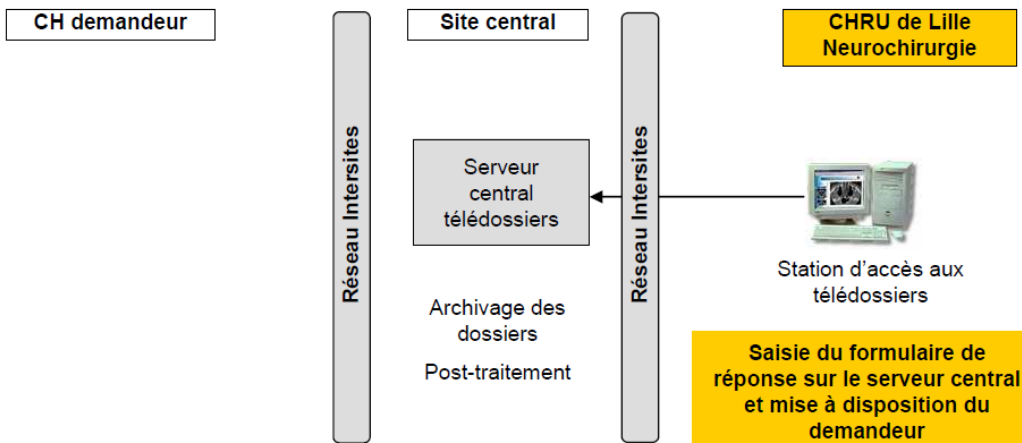 CH demandeur
Site central
CHRU de Lille
Neurochirurgie
Réseau Intersites
Serveur
central
télédossiers
Archivage des
dossiers
Post-traitement
Réseau Intersites
Station d’accès aux
télédossiers
Saisie du formulaire de
réponse sur le serveur central
et mise à disposition du
demandeur